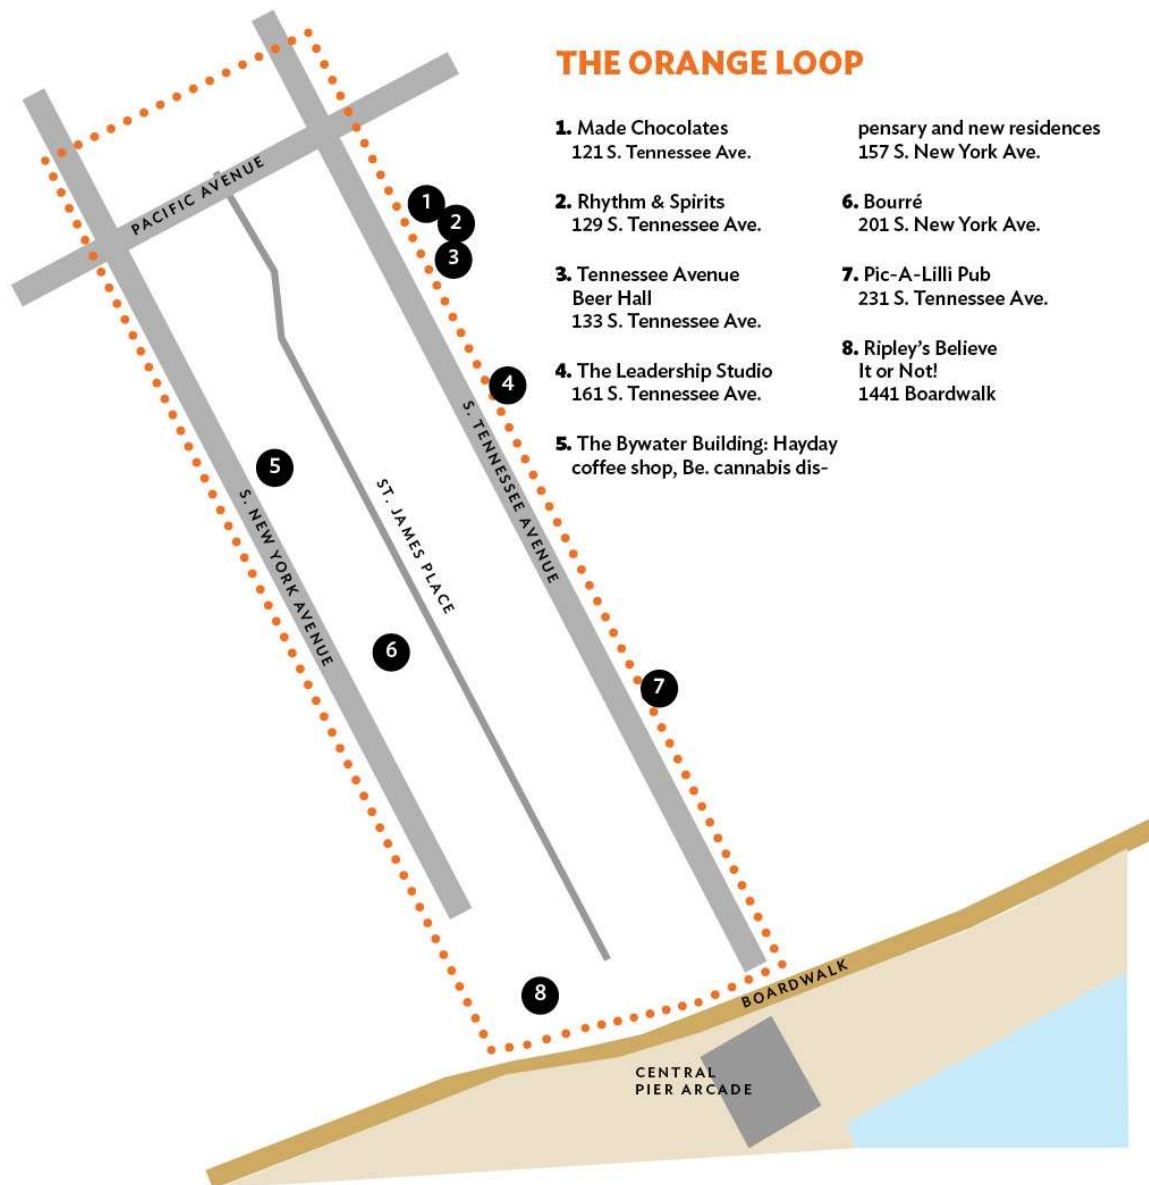 THE ORANGE LOOP
1. Made Chocolates
121 S. Tennessee Ave.
2. Rhythm & Spirits
129 S. Tennessee Ave.
3. Tennessee Avenue
Beer Hall
133 S. Tennessee Ave.
4. The Leadership Studio
161 S. Tennessee Ave.
5. The Bywater Building: Hayday
coffee shop, Be. cannabis dis-
pensary and new residences
157 S. New York Ave.
6. Bourré
201 S. New York Ave.
7. Pic-A-Lilli Pub
231 S. Tennessee Ave.
8. Ripley’s Believe
It or Not!
1441 Boardwalk
PACIFIC AVENUE
1
2
3
4
S. TENNESSEE AVENUE
5
S. NEW YORK AVENUE
ST. JAMES PLACE
6
7
8
BOARDWALK
CENTRAL
PIER ARCADE